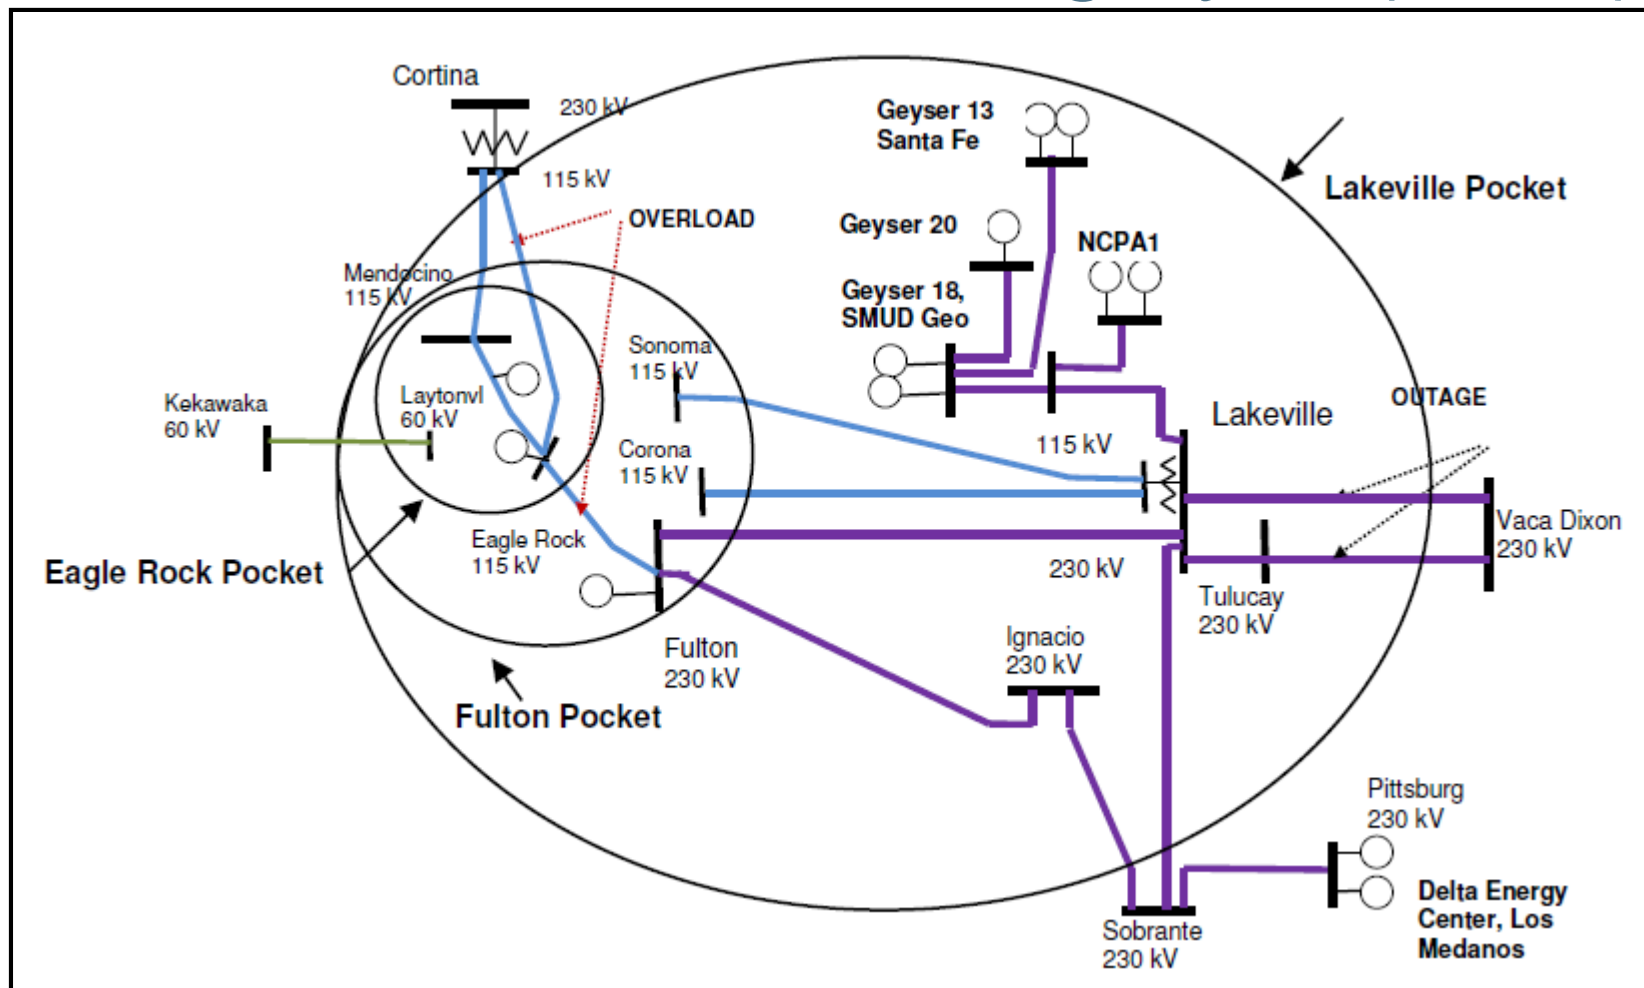 Cortina
230 kV
115 kV
OVERLOAD
Geyser 13
Santa Fe
Lakeville Pocket
Geyser 20
NCPA1
Mendocino
115 kV
Geyser 18,
SMUD Geo
Sonoma
115 kV
Kekawaka
60 kV
Laytonvl
60 kV
OUTAGE
Lakeville
115 kV
Corona
115 kV
Eagle Rock
115 kV
Vaca Dixon
230 kV
Eagle Rock Pocket
230 kV
Tulucay
230 kV
Fulton
230 kV
Ignacio
230 kV
Fulton Pocket
Pittsburg
230 kV
Delta Energy
Center, Los
Medanos
Sobrante
230 kV